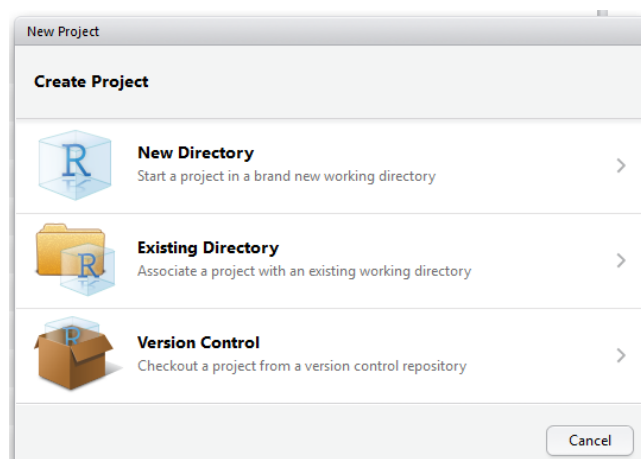 New Project
Create Project
R
New Directory
Start a project in a brand new working directory
R
Existing Directory
Associate a project with an existing working directory
R
Version Control
Checkout a project from a version control repository
Cancel